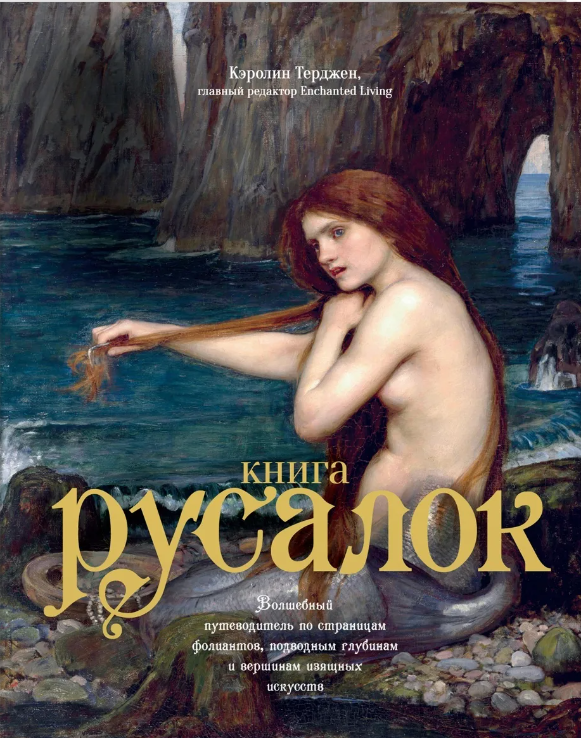 Кэролин Терджен,
главный редактор Enchanted Living
книга
русалок
Волшебный
путеводитель по страницам
фолиантов, подводным глубинам
и вершинам изящных
искусств